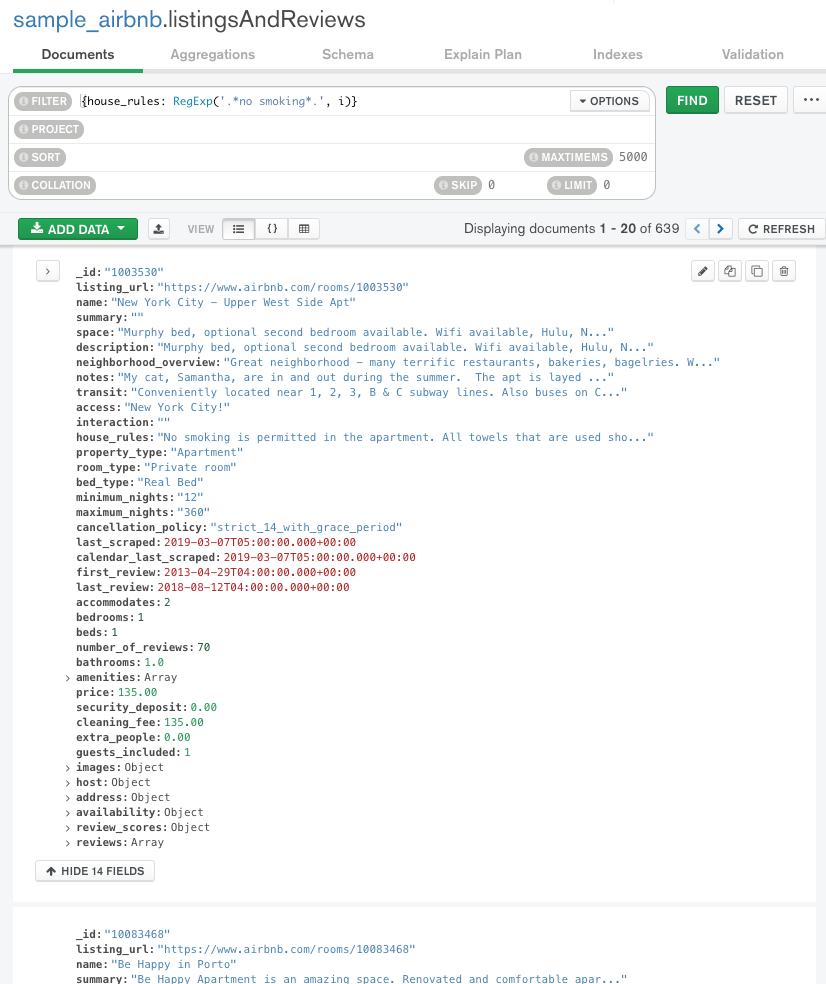 sample_airbnb.listingsAndReviews
Documents Aggregations Schema Explain Plan Indexes Validation
FILTER {house_rules: RegExp('.*no smoking*.', i)} OPTIONS FIND RESET ...
PROJECT
SORT MAXTIMEMS 5000
COLLATION SKIP 0 LIMIT 0
ADD DATA VIEW {} Displaying documents 1 - 20 of 639 < > REFRESH
_id: "1003530"
listing_url: "https://www.airbnb.com/rooms/1003530"
name: "New York City - Upper West Side Apt"
summary: ""
space: "Murphy bed, optional second bedroom available. Wifi available, Hulu, N..."
description: "Murphy bed, optional second bedroom available. Wifi available, Hulu, N..."
neighborhood_overview: "Great neighborhood - many terrific restaurants, bakeries, bagelries. W..."
notes: "My cat, Samantha, are in and out during the summer.  The apt is layed ..."
transit: "Conveniently located near 1, 2, 3, B & C subway lines. Also buses on C..."
access: "New York City!"
interaction: ""
house_rules: "No smoking is permitted in the apartment. All towels that are used sho..."
property_type: "Apartment"
room_type: "Private room"
bed_type: "Real Bed"
minimum_nights: "12"
maximum_nights: "360"
cancellation_policy: "strict_14_with_grace_period"
last_scraped: 2019-03-07T05:00:00.000+00:00
calendar_last_scraped: 2019-03-07T05:00:00.000+00:00
first_review: 2013-04-29T04:00:00.000+00:00
last_review: 2018-08-12T04:00:00.000+00:00
accommodates: 2
bedrooms: 1
beds: 1
number_of_reviews: 70
bathrooms: 1.0
> amenities: Array
price: 135.00
security_deposit: 0.00
cleaning_fee: 135.00
extra_people: 0.00
guests_included: 1
> images: Object
> host: Object
> address: Object
> availability: Object
> review_scores: Object
> reviews: Array
HIDE 14 FIELDS
_id: "10083468"
listing_url: "https://www.airbnb.com/rooms/10083468"
name: "Be Happy in Porto"
summary: "Be Happy Apartment is an amazing space. Renovated and comfortable apar..."